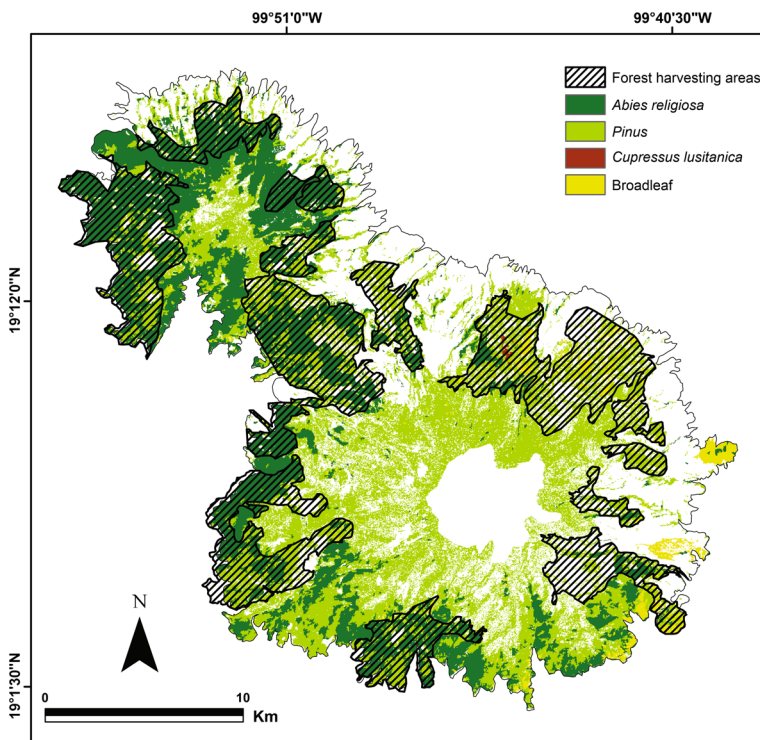 99°51'0"W
99°40'30"W
Forest harvesting areas
Abies religiosa
Pinus
Cupressus lusitanica
Broadleaf
19°12'0"N
19°1'30"N
N
0
10
Km